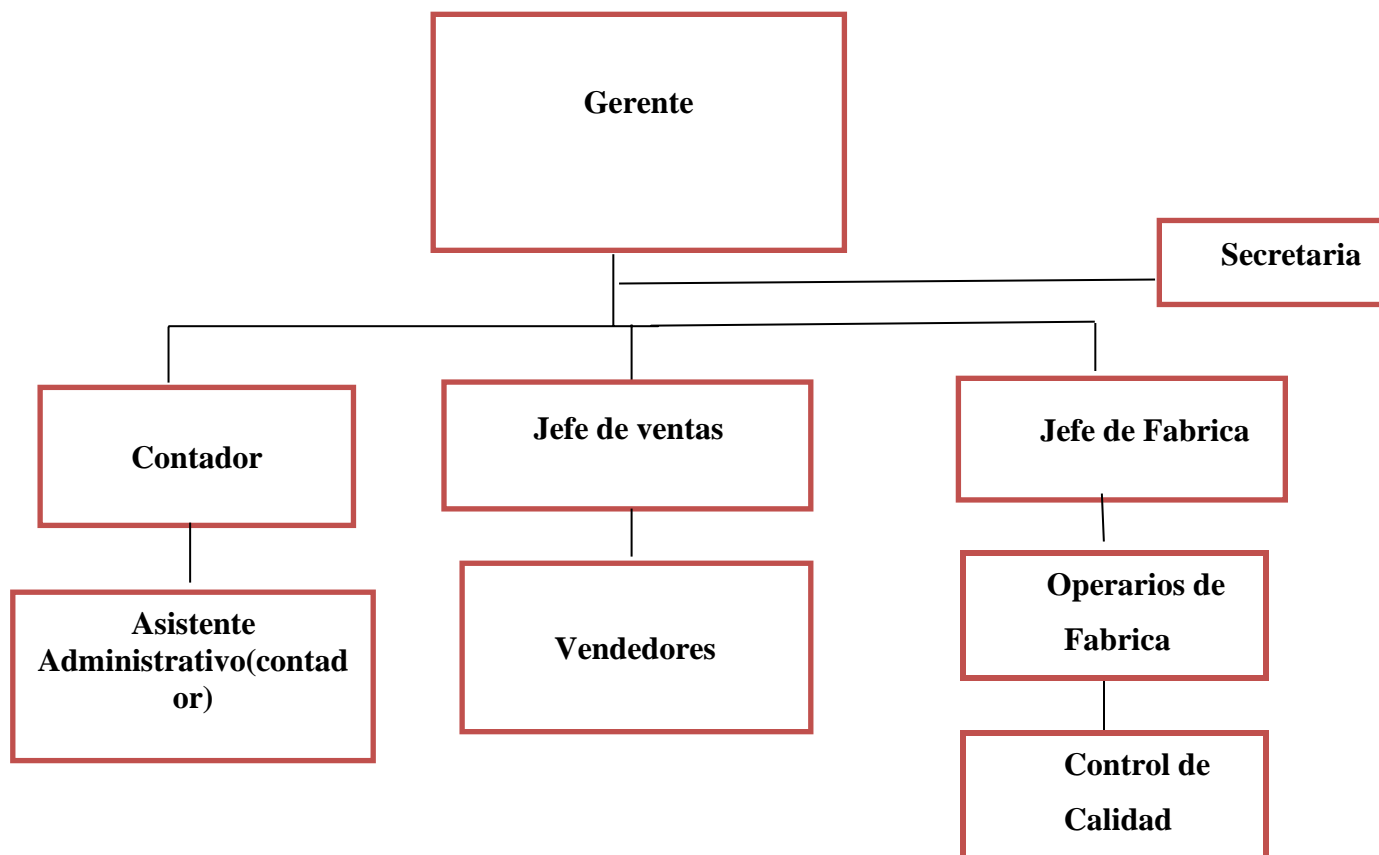 Gerente
Secretaria
Contador
Jefe de ventas
Jefe de Fabrica
Asistente
Administrativo(contad
or)
Vendedores
Operarios de
Fabrica
Control de
Calidad